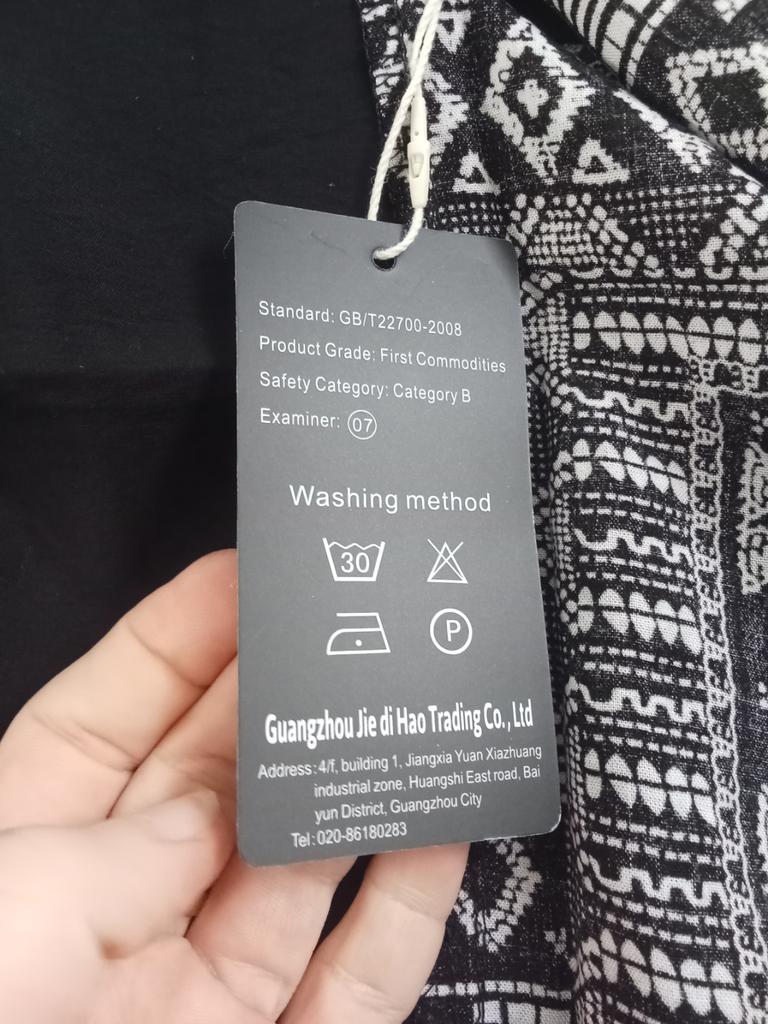 Standard: GB/T22700-2008
Product Grade: First Commodities
Safety Category: Category B
Examiner: 07
Washing method
30
P
Guangzhou Jie di Hao Trading Co., Ltd
Address: 4/f, building 1, Jiangxia Yuan Xiazhuang
industrial zone, Huangshi East road, Bai
yun District, Guangzhou City
Tel: 020-86180283